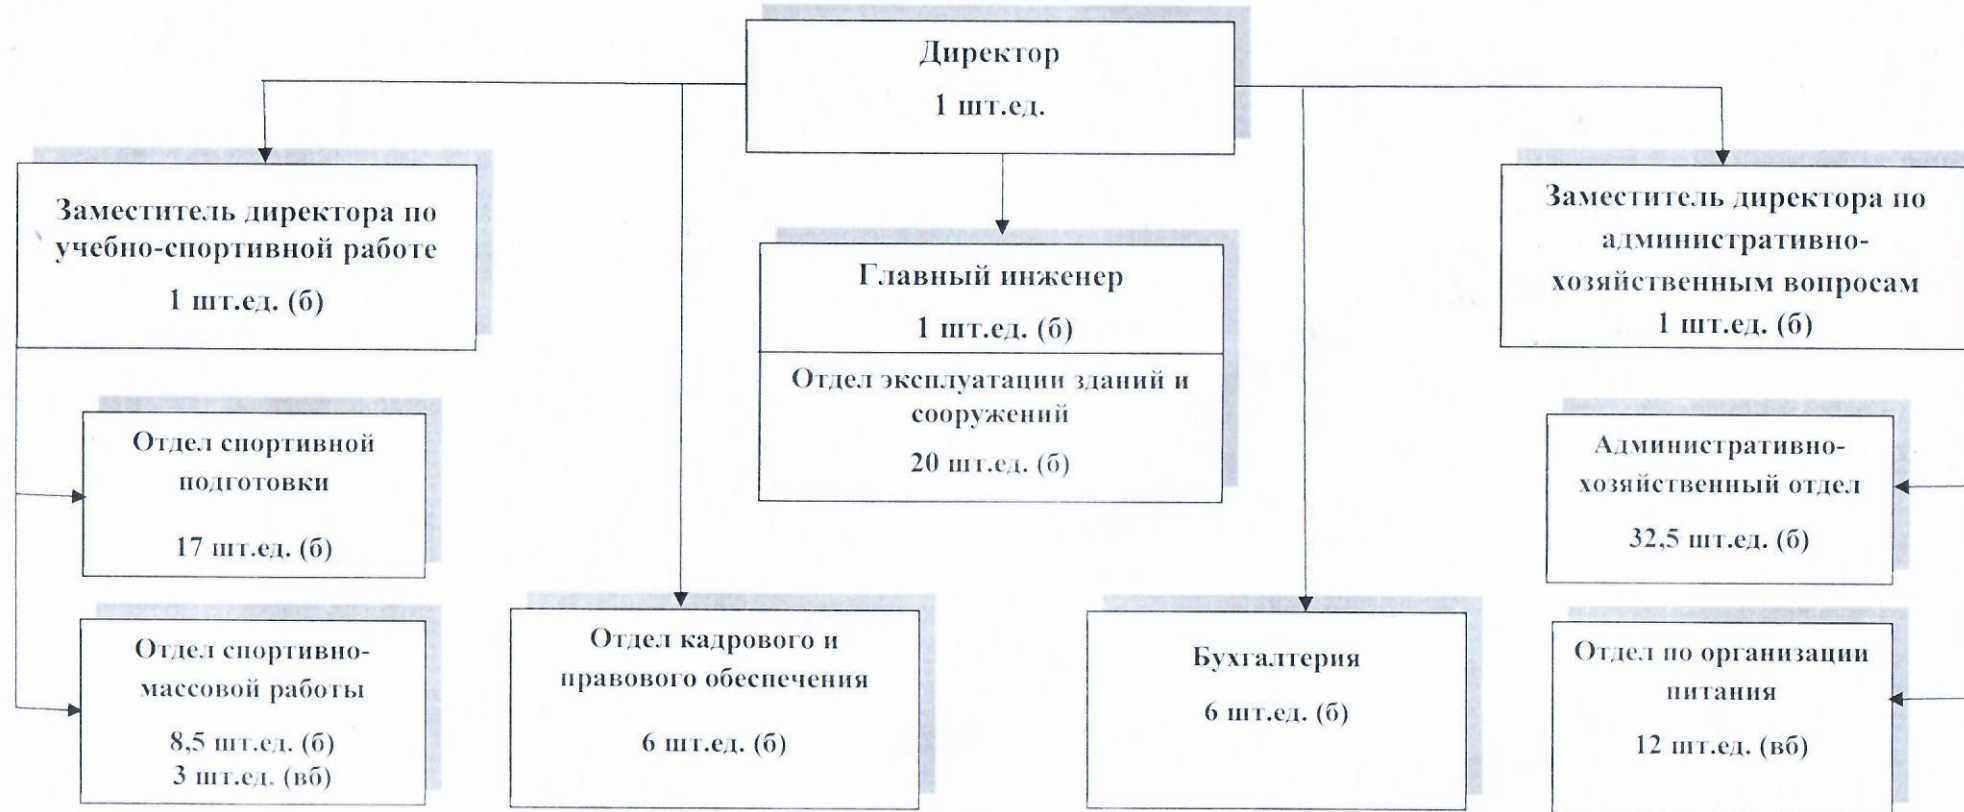 Директор
1 шт.ед.
Заместитель директора по
учебно-спортивной работе
1 шт.ед. (б)
Главный инженер
1 шт.ед. (б)
Отдел эксплуатации зданий и
сооружений
20 шт.ед. (б)
Заместитель директора по
административно-
хозяйственным вопросам
1 шт.ед. (б)
Отдел спортивной
подготовки
17 шт.ед. (б)
Административно-
хозяйственный отдел
32,5 шт.ед. (б)
Отдел спортивно-
массовой работы
8,5 шт.ед. (б)
3 шт.ед. (вб)
Отдел кадрового и
правового обеспечения
6 шт.ед. (б)
Бухгалтерия
6 шт.ед. (б)
Отдел по организации
питания
12 шт.ед. (вб)